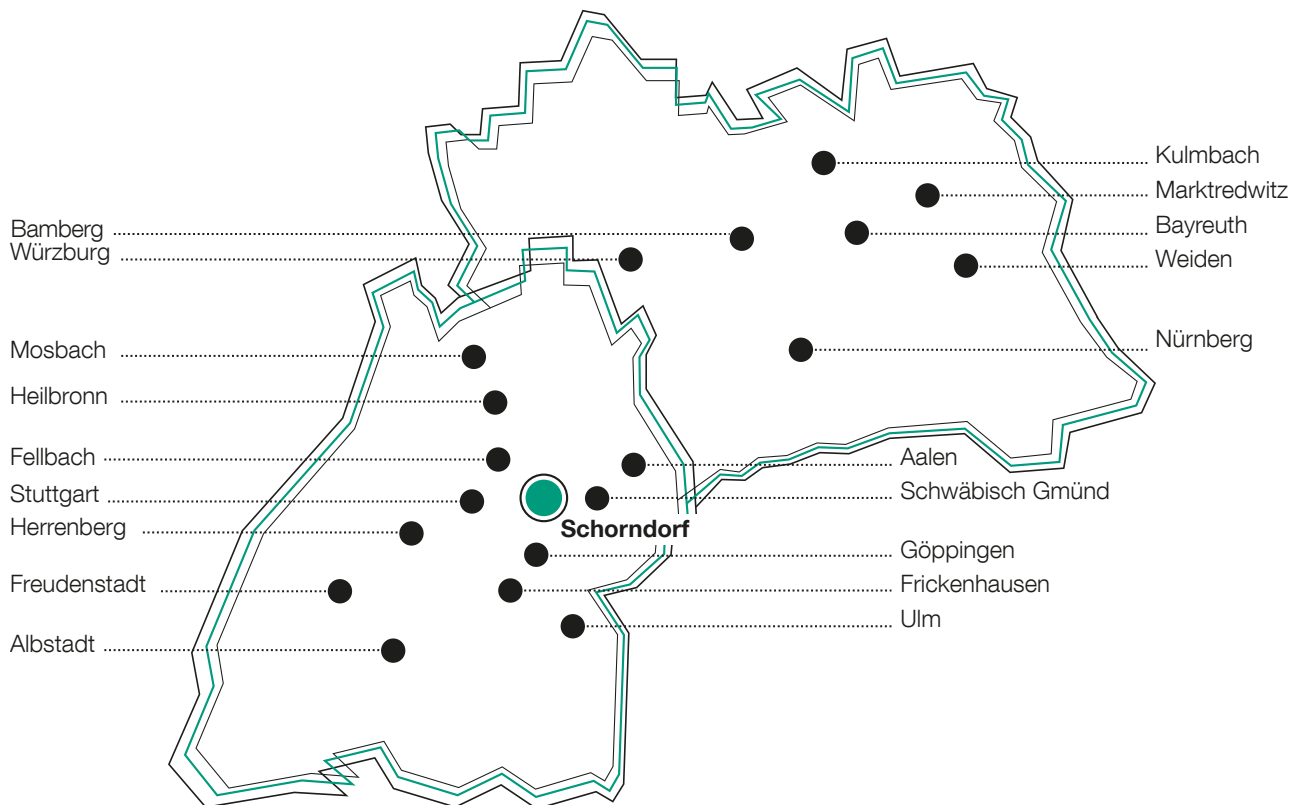 Kulmbach
Marktredwitz
Bamberg
Bayreuth
Würzburg
Weiden
Mosbach
Nürnberg
Heilbronn
Fellbach
Aalen
Stuttgart
Schwäbisch Gmünd
Herrenberg
Schorndorf
Göppingen
Freudenstadt
Frickenhausen
Ulm
Albstadt